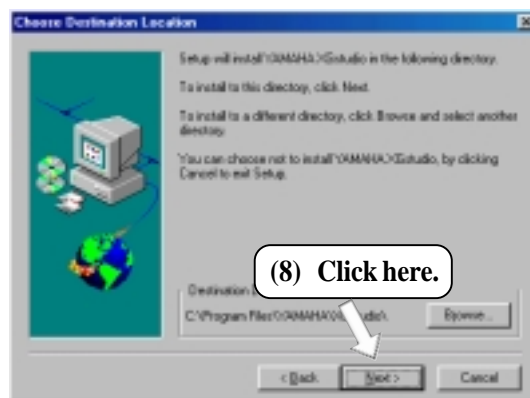 Choose Destination Location
Setup will install YAMAHA XGstudio in the following directory.
To install to this directory, click Next.
To install to a different directory, click Browse and select another
directory.
You can choose not to install YAMAHA XGstudio, by clicking
Cancel to exit Setup.
(8) Click here.
Destination
C:\Program Files\YAMAHA\
Browse...
< Back
Next >
Cancel